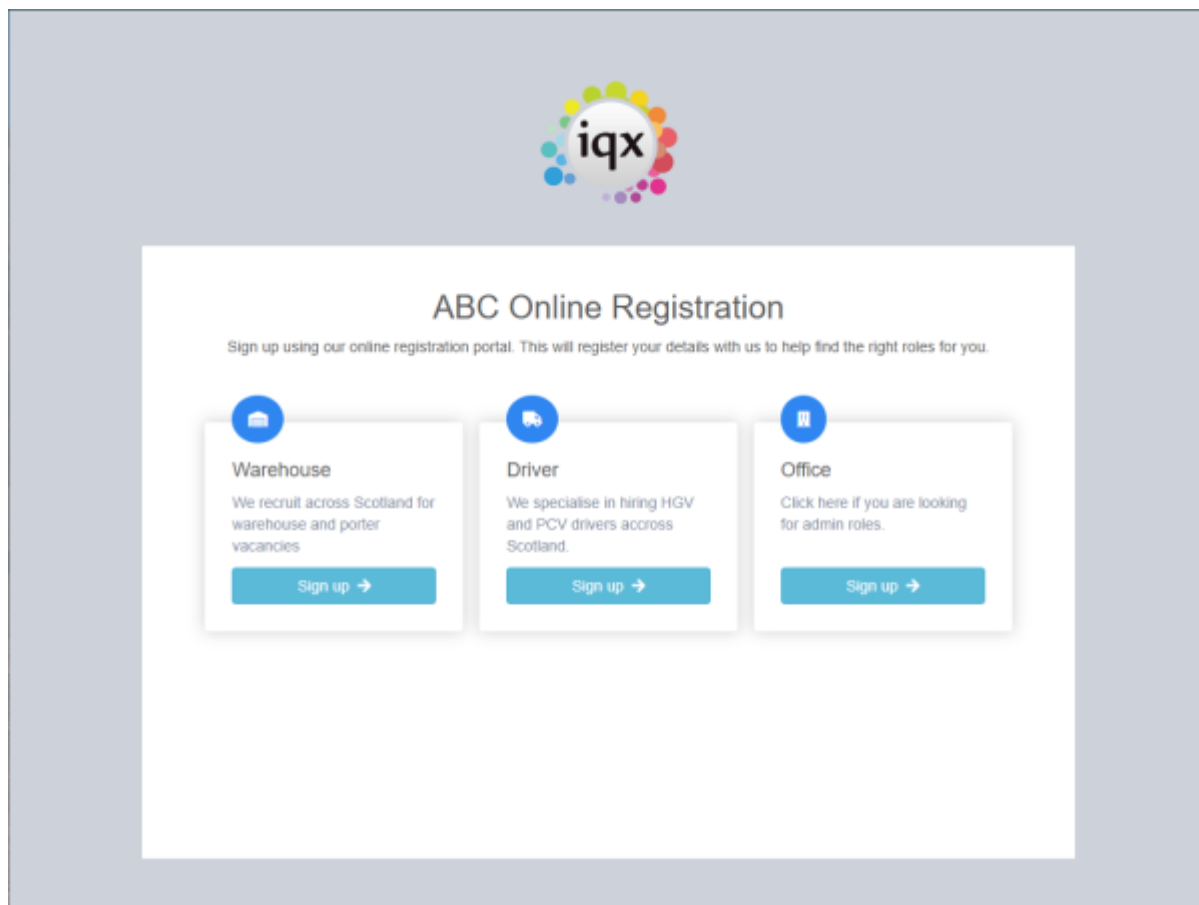 iqx
ABC Online Registration
Sign up using our online registration portal. This will register your details with us to help find the right roles for you.
Warehouse
We recruit across Scotland for
warehouse and porter
vacancies
Sign up →
Driver
We specialise in hiring HGV
and PCV drivers accross
Scotland.
Sign up →
Office
Click here if you are looking
for admin roles.
Sign up →